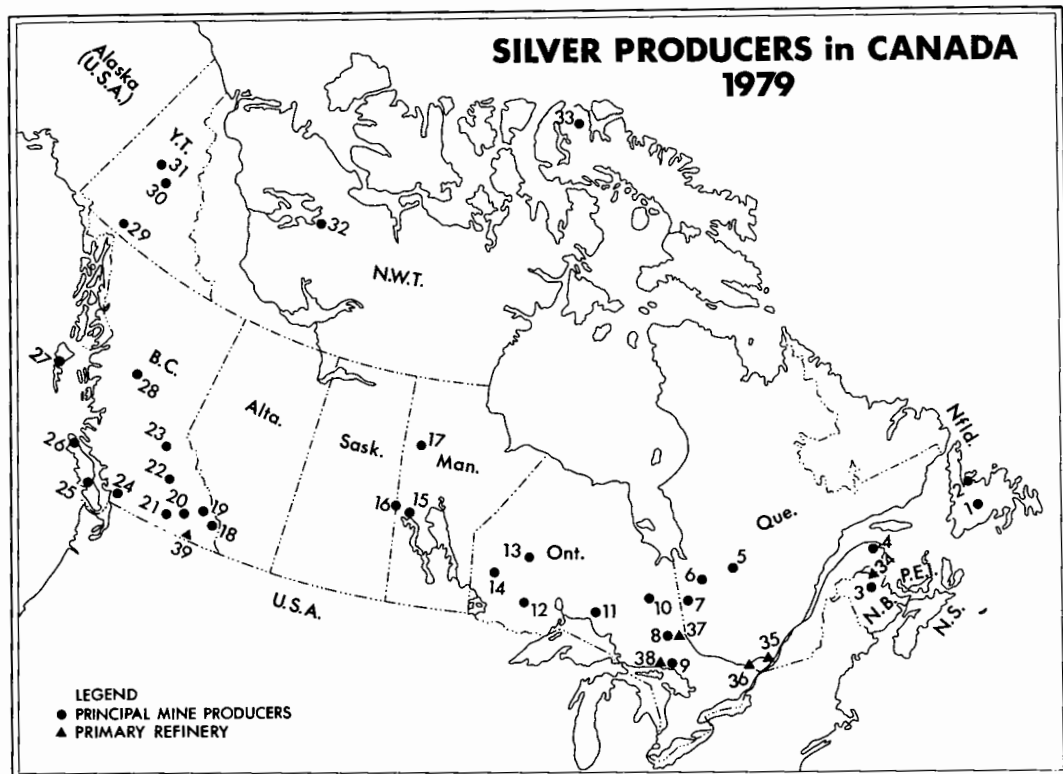 SILVER PRODUCERS in CANADA
1979
Alaska
(U.S.A.)
33
Y.T.
31
30
29
32
N.W.T.
27
B.C.
28
Alta.
Sask.
17
Man.
Nfld.
23
26
22
25
24
21
20
19
18
39
16
15
2
1
Que.
13
Ont.
14
12
11
10
6
5
7
4
34
P.E.I.
3
N.B.
N.S.
U.S.A.
8
37
38
9
35
36
LEGEND
PRINCIPAL MINE PRODUCERS
PRIMARY REFINERY